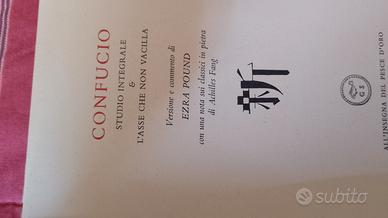 CONFUCIO
STUDIO INTEGRALE
&
L'ASSE CHE NON VACILLA
Versione e commento di
EZRA POUND
con una nota sui classici in pietra
di Achilles Fang
G S
ALL'INSEGNA DEL PESCE D'ORO
subito